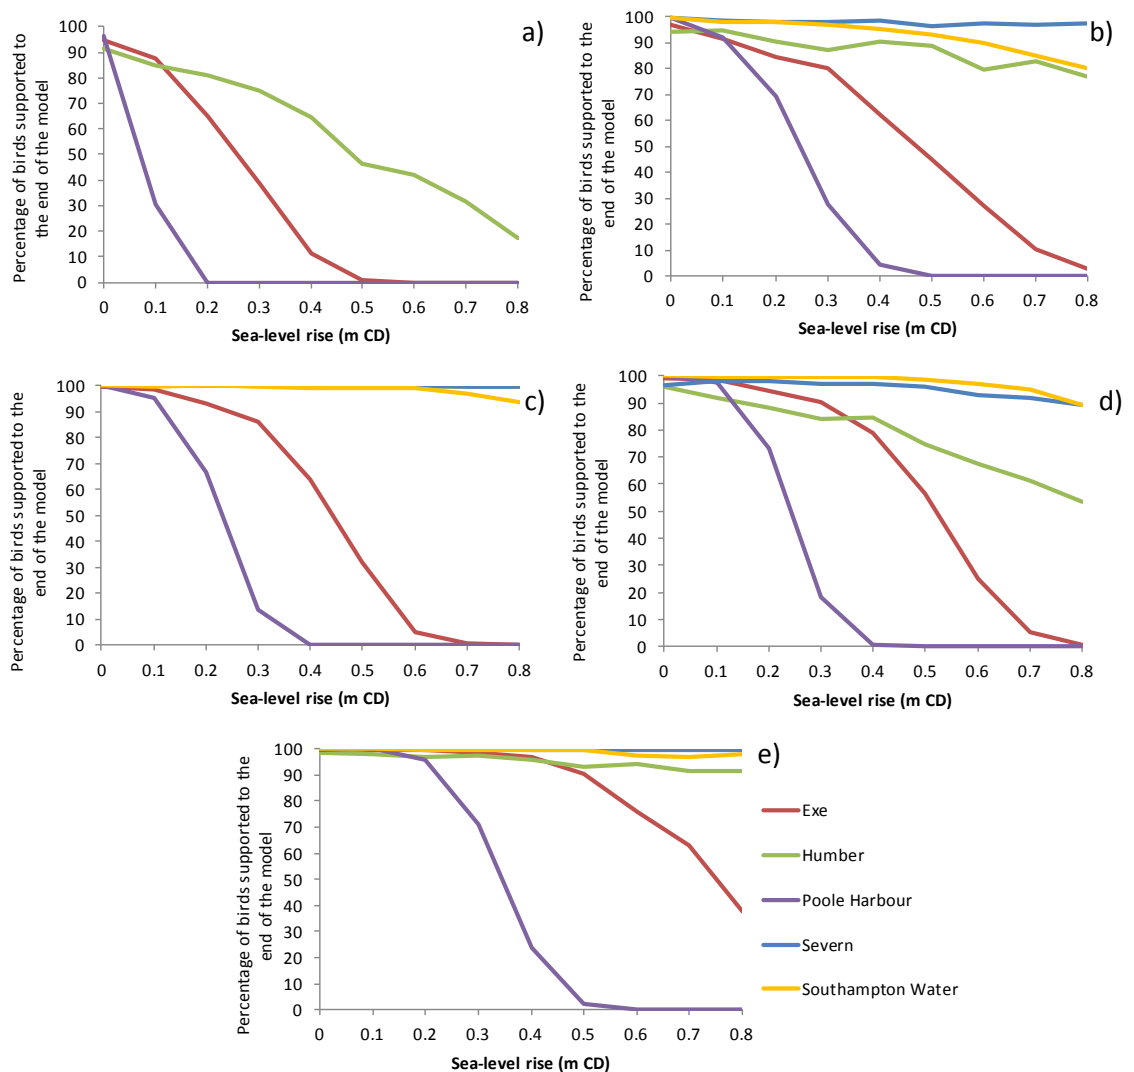 a)
Percentage of birds supported to
the end of the model
100
90
80
70
60
50
40
30
20
10
0
0 0.1 0.2 0.3 0.4 0.5 0.6 0.7 0.8
Sea-level rise (m CD)
b)
Percentage of birds supported to the
end of the model
100
90
80
70
60
50
40
30
20
10
0
0 0.1 0.2 0.3 0.4 0.5 0.6 0.7 0.8
Sea-level rise (m CD)
c)
Percentage of birds supported to the
end of the model
100
90
80
70
60
50
40
30
20
10
0
0 0.1 0.2 0.3 0.4 0.5 0.6 0.7 0.8
Sea-level rise (m CD)
d)
Percentage of birds supported to the
end of the model
100
90
80
70
60
50
40
30
20
10
0
0 0.1 0.2 0.3 0.4 0.5 0.6 0.7 0.8
Sea-level rise (m CD)
e)
Percentage of birds supported to the
end of the model
100
90
80
70
60
50
40
30
20
10
0
0 0.1 0.2 0.3 0.4 0.5 0.6 0.7 0.8
Sea-level rise (m CD)
Exe
Humber
Poole Harbour
Severn
Southampton Water